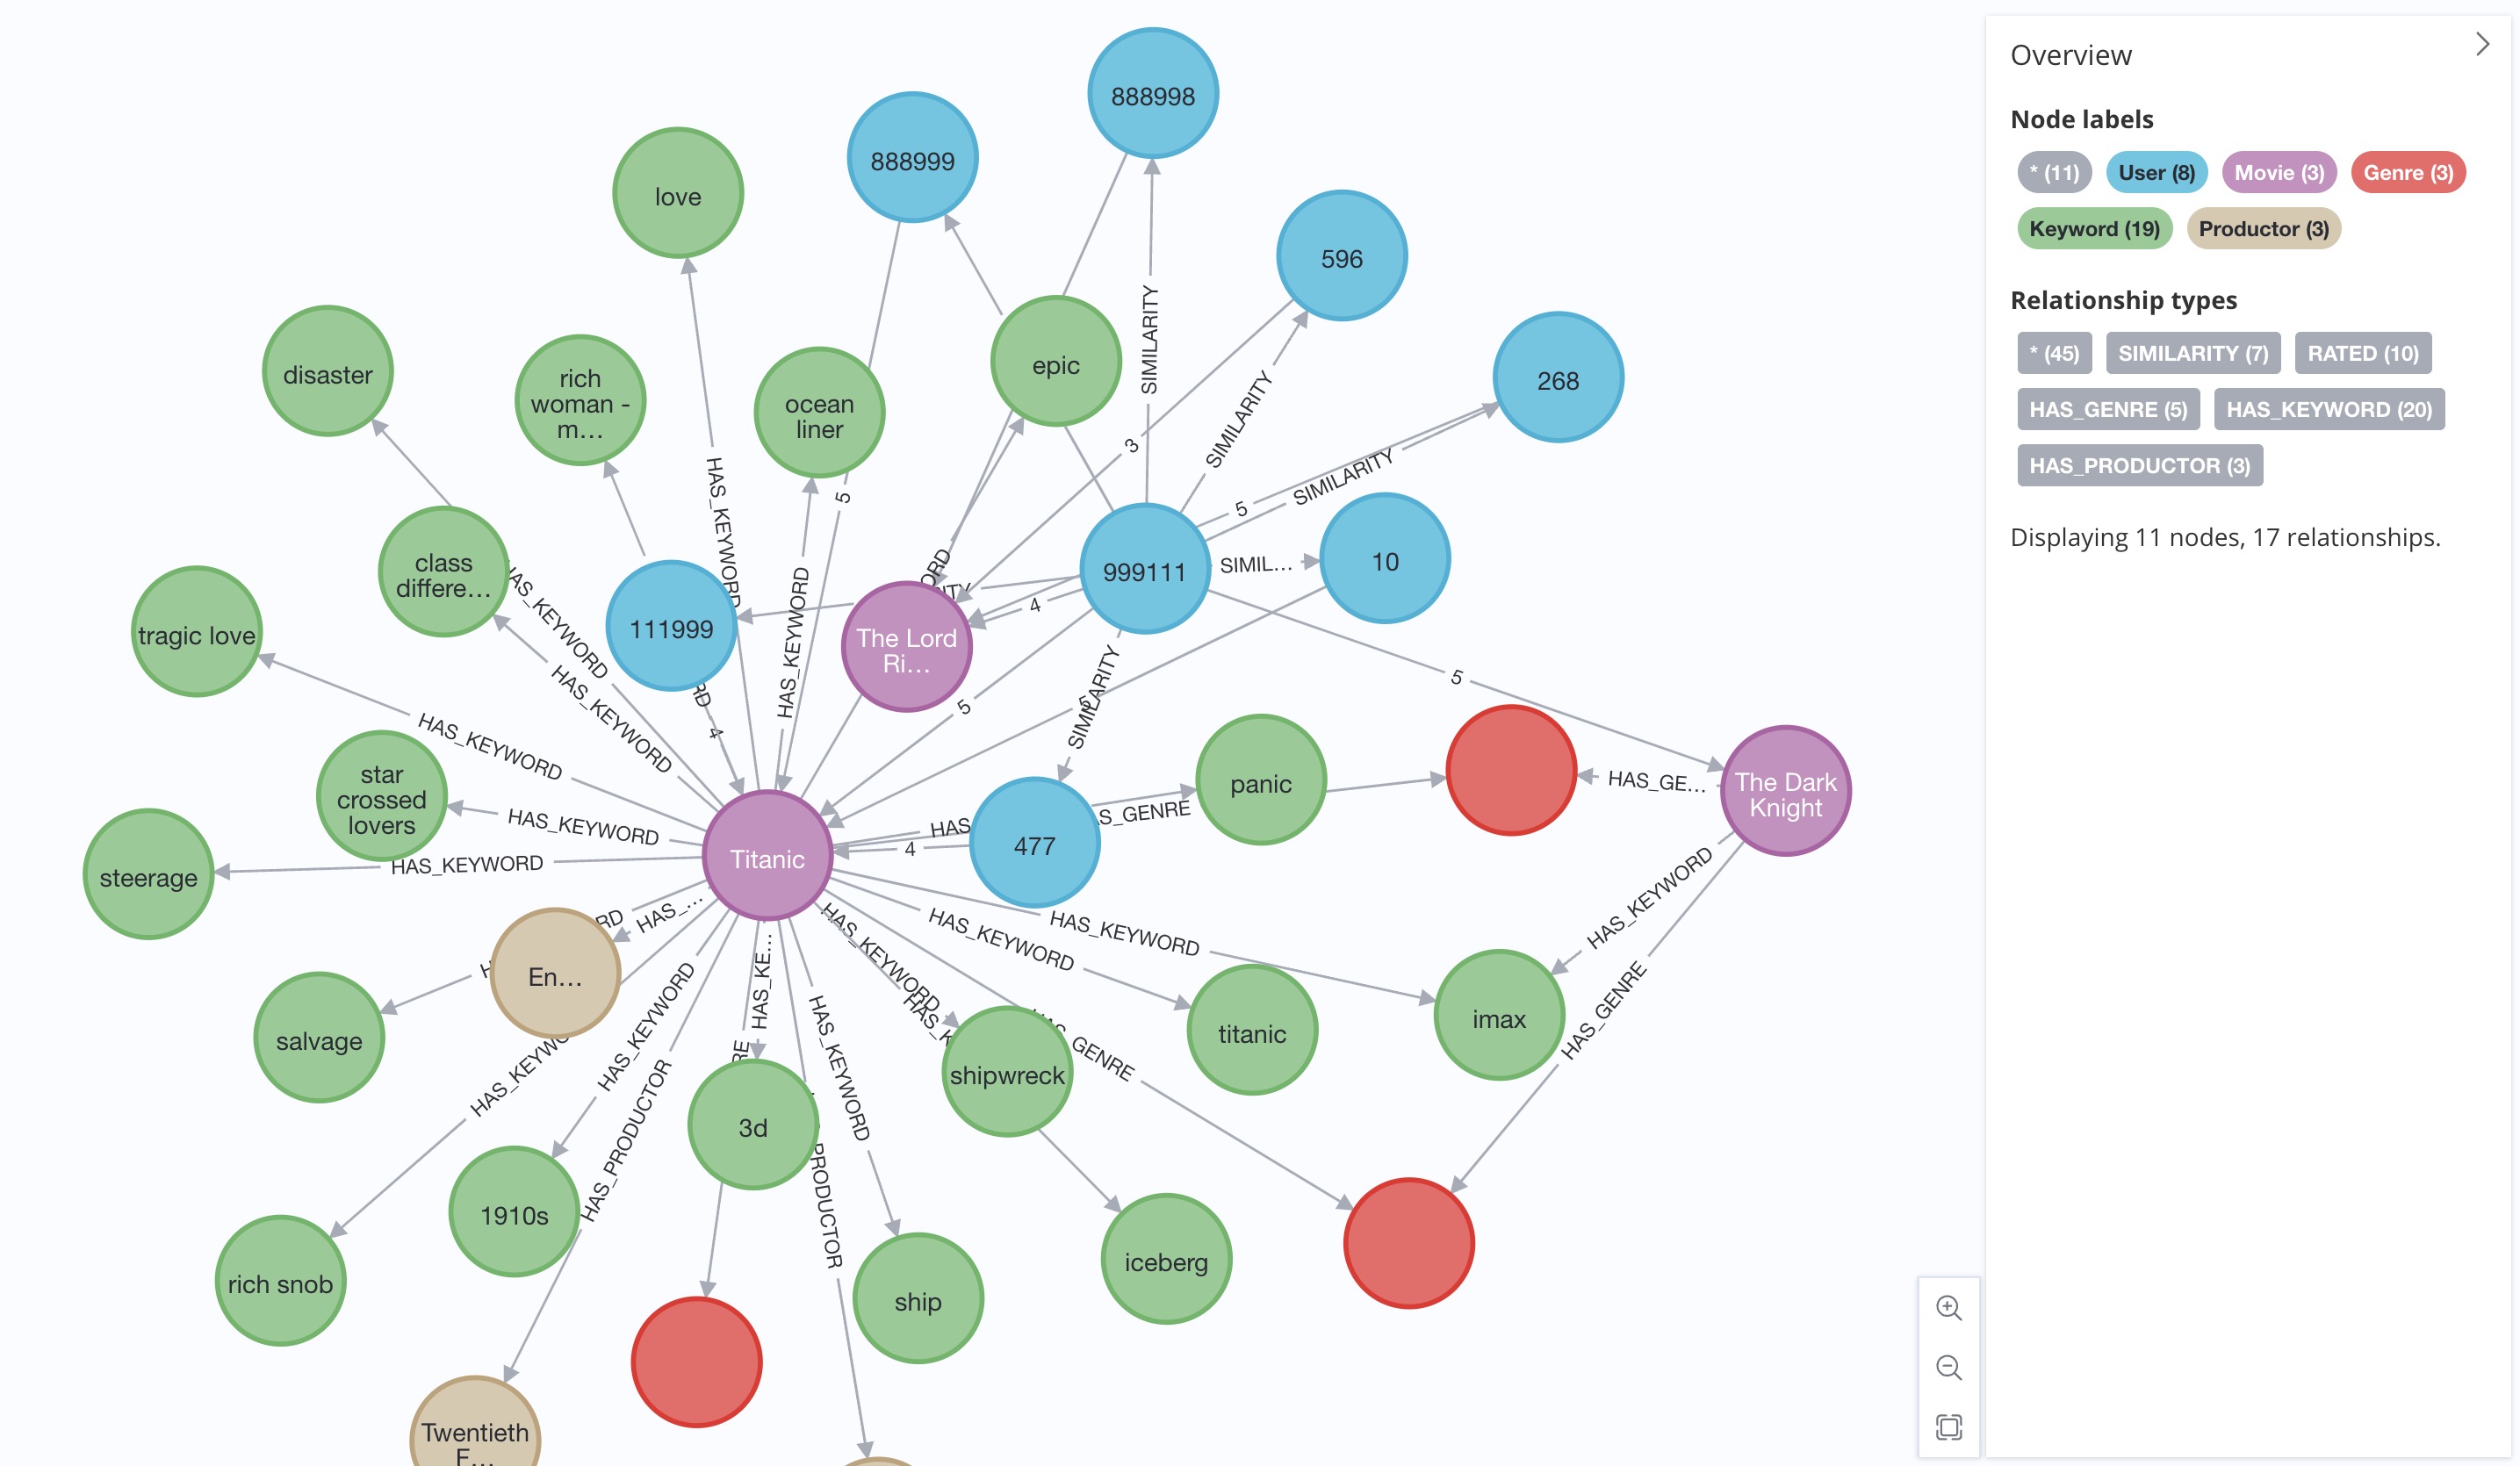 888998
888999
love
596
epic
disaster
rich
woman -
m...
ocean
liner
268
SIMILARITY
3
SIMILARITY
5
SIMILARITY
HAS_KEYWORD
5
class
differe...
999111
SIMIL...
10
4
tragic love
111999
The Lord
Ri...
HAS_KEYWORD
HAS_KEYWORD
HAS_KEYWORD
4
5
SIMILARITY
5
HAS_KEYWORD
star
crossed
lovers
HAS_KEYWORD
steerage
HAS_KEYWORD
Titanic
4
477
panic
HAS_GE...
The Dark
Knight
HAS_KEYWORD
HAS_GENRE
HAS_...
En...
HAS_KEYWORD
HAS_KEYWORD
HAS_KEYWORD
titanic
imax
salvage
HAS_KEYWORD
HAS_PRODUCTOR
HAS_KE...
HAS_KEYWORD
shipwreck
3d
1910s
rich snob
ship
iceberg
Twentieth
F...
Overview
Node labels
* (11) User (8) Movie (3) Genre (3)
Keyword (19) Productor (3)
Relationship types
* (45) SIMILARITY (7) RATED (10)
HAS_GENRE (5) HAS_KEYWORD (20)
HAS_PRODUCTOR (3)
Displaying 11 nodes, 17 relationships.